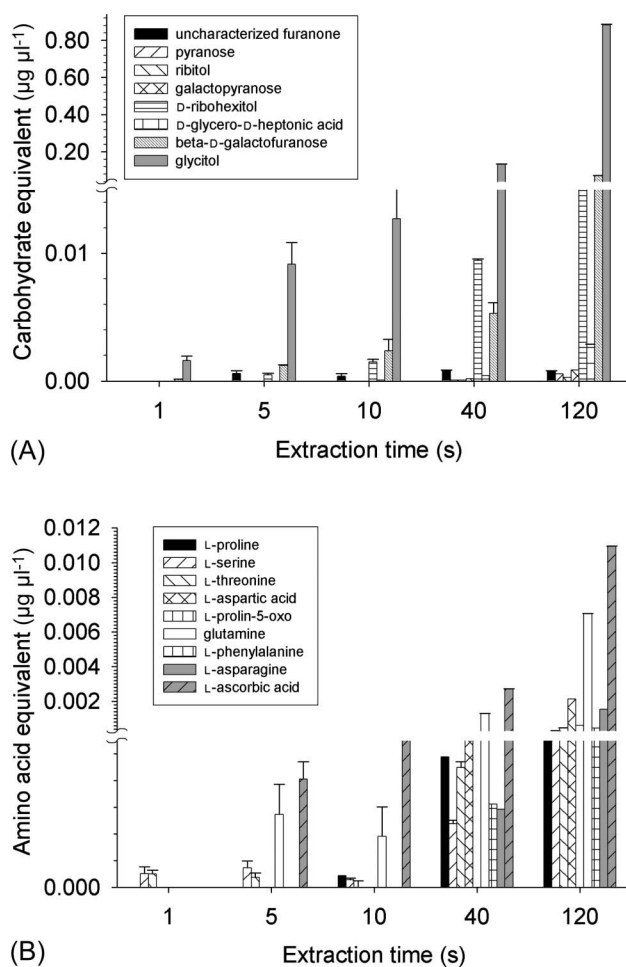 0.80
0.60
0.40
0.20
0.01
0.00
Carbohydrate equivalent (µg µl⁻¹)
uncharacterized furanone
pyranose
ribitol
galactopyranose
D-ribohexitol
D-glycero-D-heptonic acid
beta-D-galactofuranose
glycitol
1 5 10 40 120
(A) Extraction time (s)
0.012
0.010
0.008
0.006
0.004
0.002
0.000
Amino acid equivalent (µg µl⁻¹)
L-proline
L-serine
L-threonine
L-aspartic acid
L-prolin-5-oxo
glutamine
L-phenylalanine
L-asparagine
L-ascorbic acid
1 5 10 40 120
(B) Extraction time (s)